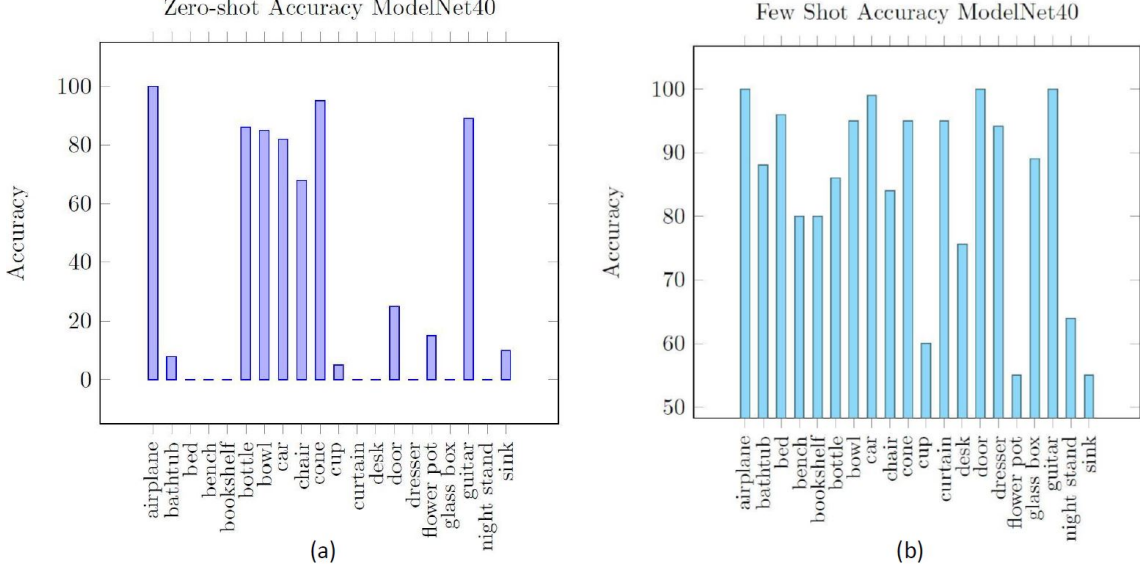 Zero-shot Accuracy ModelNet40
100
80
60
40
20
0
Accuracy
airplane
bathtub
bed
bench
bookshelf
bottle
bowl
car
chair
cone
cup
curtain
desk
door
dresser
flower pot
glass box
guitar
night stand
sink
(a)
Few Shot Accuracy ModelNet40
100
90
80
70
60
50
Accuracy
airplane
bathtub
bed
bench
bookshelf
bottle
bowl
car
chair
cone
cup
curtain
desk
door
dresser
flower pot
glass box
guitar
night stand
sink
(b)